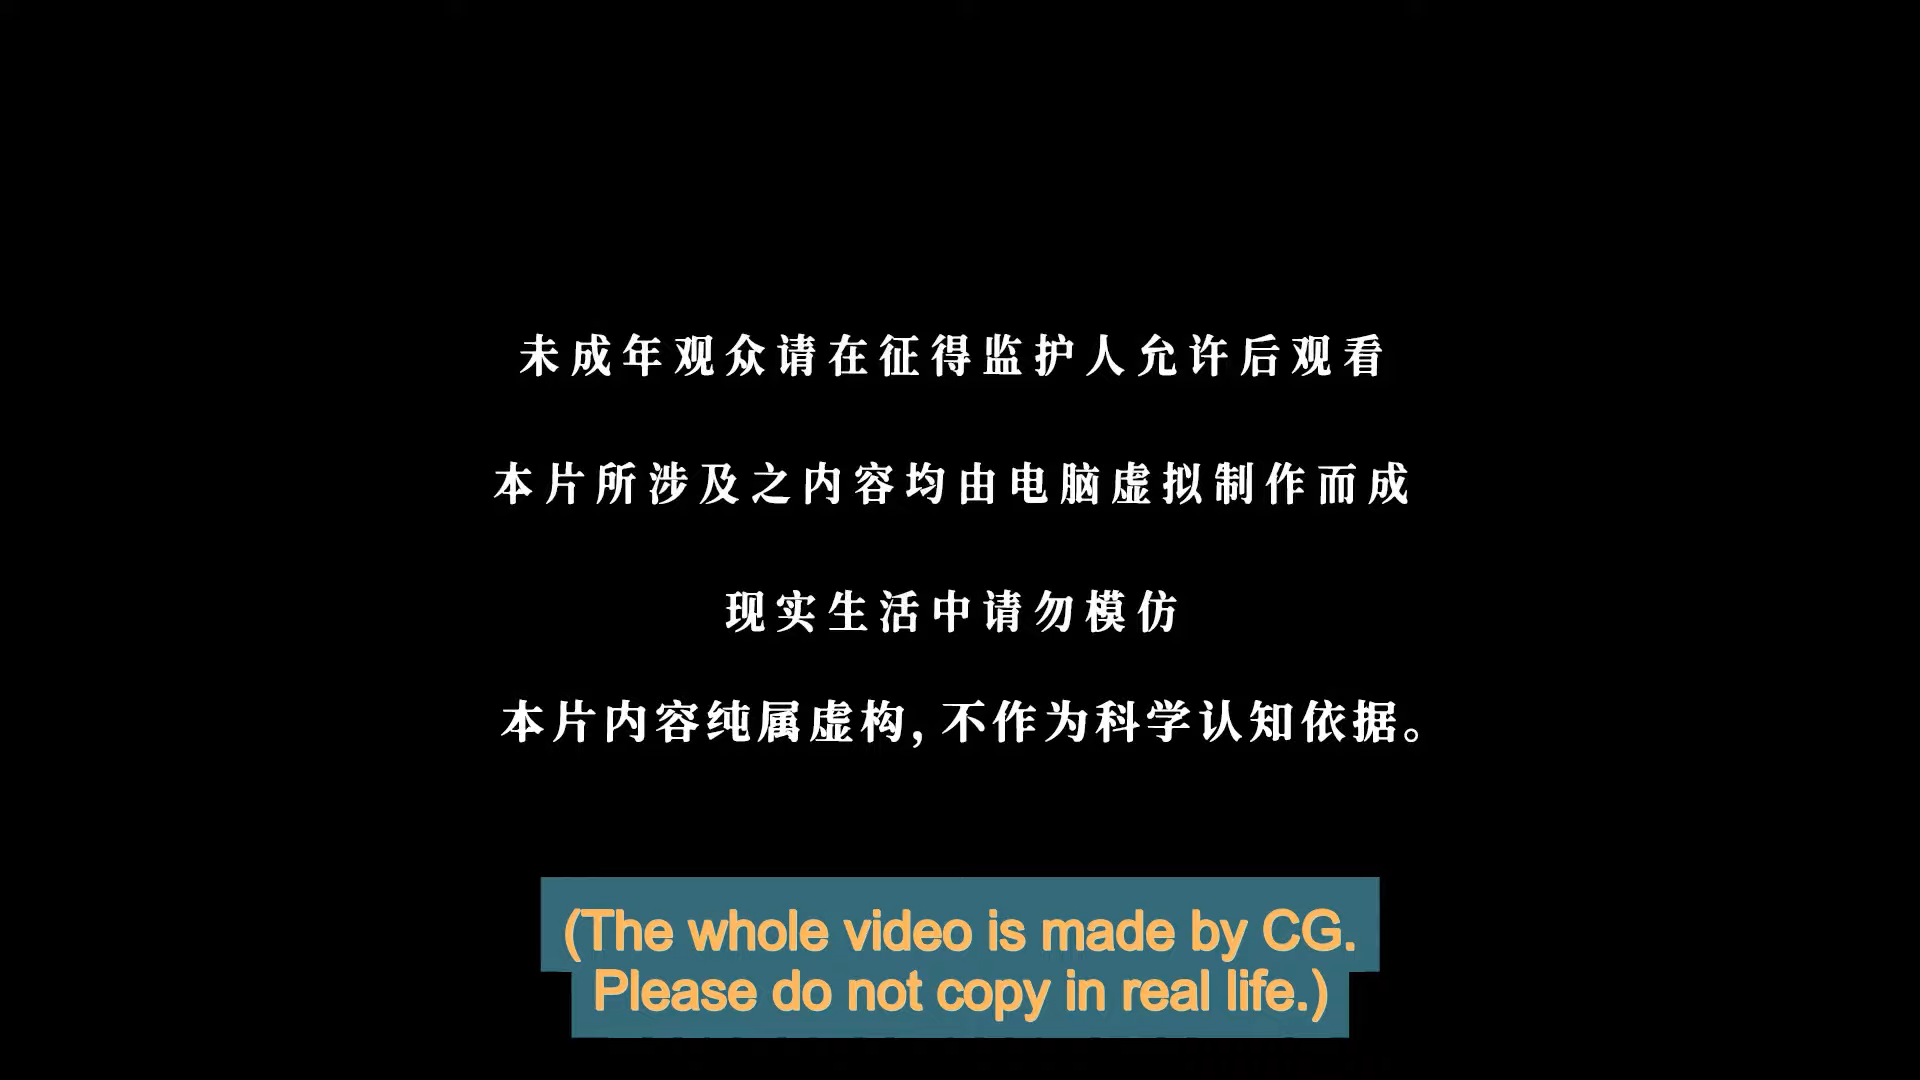 未成年观众请在征得监护人允许后观看
本片所涉及之内容均由电脑虚拟制作而成
现实生活中请勿模仿
本片内容纯属虚构,不作为科学认知依据。
(The whole video is made by CG.
Please do not copy in real life.)